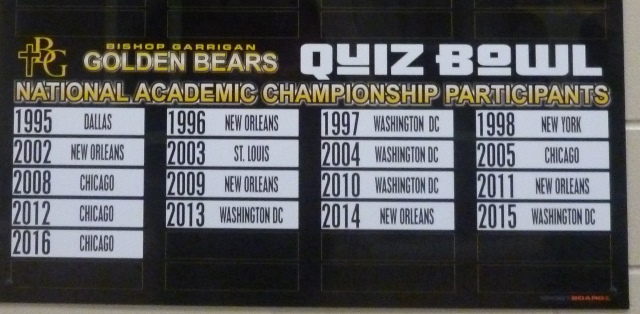 BG
BISHOP GARRIGAN
GOLDEN BEARS
QUIZ BOWL
NATIONAL ACADEMIC CHAMPIONSHIP PARTICIPANTS
1995 DALLAS 1996 NEW ORLEANS 1997 WASHINGTON DC 1998 NEW YORK
2002 NEW ORLEANS 2003 ST. LOUIS 2004 WASHINGTON DC 2005 CHICAGO
2008 CHICAGO 2009 NEW ORLEANS 2010 WASHINGTON DC 2011 NEW ORLEANS
2012 CHICAGO 2013 WASHINGTON DC 2014 NEW ORLEANS 2015 WASHINGTON DC
2016 CHICAGO